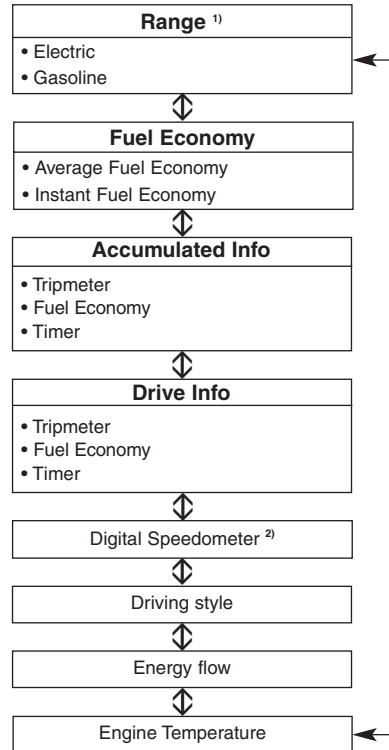 Range 1)
• Electric
• Gasoline
Fuel Economy
• Average Fuel Economy
• Instant Fuel Economy
Accumulated Info
• Tripmeter
• Fuel Economy
• Timer
Drive Info
• Tripmeter
• Fuel Economy
• Timer
Digital Speedometer 2)
Driving style
Energy flow
Engine Temperature